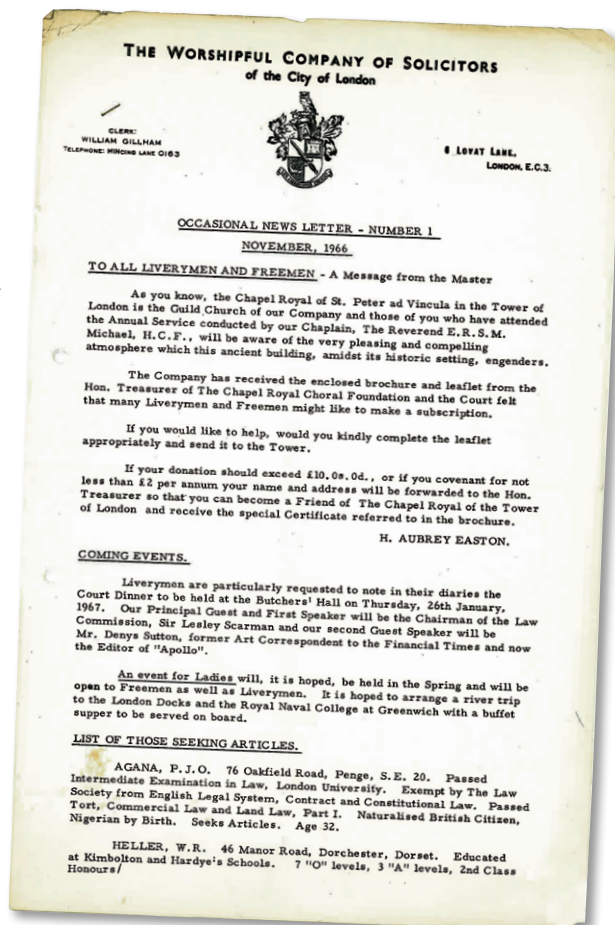 THE WORSHIPFUL COMPANY OF SOLICITORS
of the City of London
CLERK:
WILLIAM GILLHAM
TELEPHONE: MINCING LANE 0163
6 LOVAT LANE,
LONDON, E.C.3.
OCCASIONAL NEWS LETTER - NUMBER 1
NOVEMBER, 1966
TO ALL LIVERYMEN AND FREEMEN - A Message from the Master
As you know, the Chapel Royal of St. Peter ad Vincula in the Tower of
London is the Guild Church of our Company and those of you who have attended
the Annual Service conducted by our Chaplain, The Reverend E.R.S.M.
Michael, H.C.F., will be aware of the very pleasing and compelling
atmosphere which this ancient building, amidst its historic setting, engenders.
The Company has received the enclosed brochure and leaflet from the
Hon. Treasurer of The Chapel Royal Choral Foundation and the Court felt
that many Liverymen and Freemen might like to make a subscription.
If you would like to help, would you kindly complete the leaflet
appropriately and send it to the Tower.
If your donation should exceed £10.0s.0d., or if you covenant for not
less than £2 per annum your name and address will be forwarded to the Hon.
Treasurer so that you can become a Friend of The Chapel Royal of the Tower
of London and receive the special Certificate referred to in the brochure.
H. AUBREY EASTON.
COMING EVENTS.
Liverymen are particularly requested to note in their diaries the
Court Dinner to be held at the Butchers' Hall on Thursday, 26th January,
1967. Our Principal Guest and First Speaker will be the Chairman of the Law
Commission, Sir Lesley Scarman and our second Guest Speaker will be
Mr. Denys Sutton, former Art Correspondent to the Financial Times and now
the Editor of "Apollo".
An event for Ladies will, it is hoped, be held in the Spring and will be
open to Freemen as well as Liverymen. It is hoped to arrange a river trip
to the London Docks and the Royal Naval College at Greenwich with a buffet
supper to be served on board.
LIST OF THOSE SEEKING ARTICLES.
AGANA, P.J.O. 76 Oakfield Road, Penge, S.E. 20. Passed
Intermediate Examination in Law, London University. Exempt by The Law
Society from English Legal System, Contract and Constitutional Law. Passed
Tort, Commercial Law and Land Law, Part I. Naturalised British Citizen,
Nigerian by Birth. Seeks Articles. Age 32.
HELLER, W.R. 46 Manor Road, Dorchester, Dorset. Educated
at Kimbolton and Hardye's Schools. 7 "O" levels, 3 "A" levels, 2nd Class
Honours/